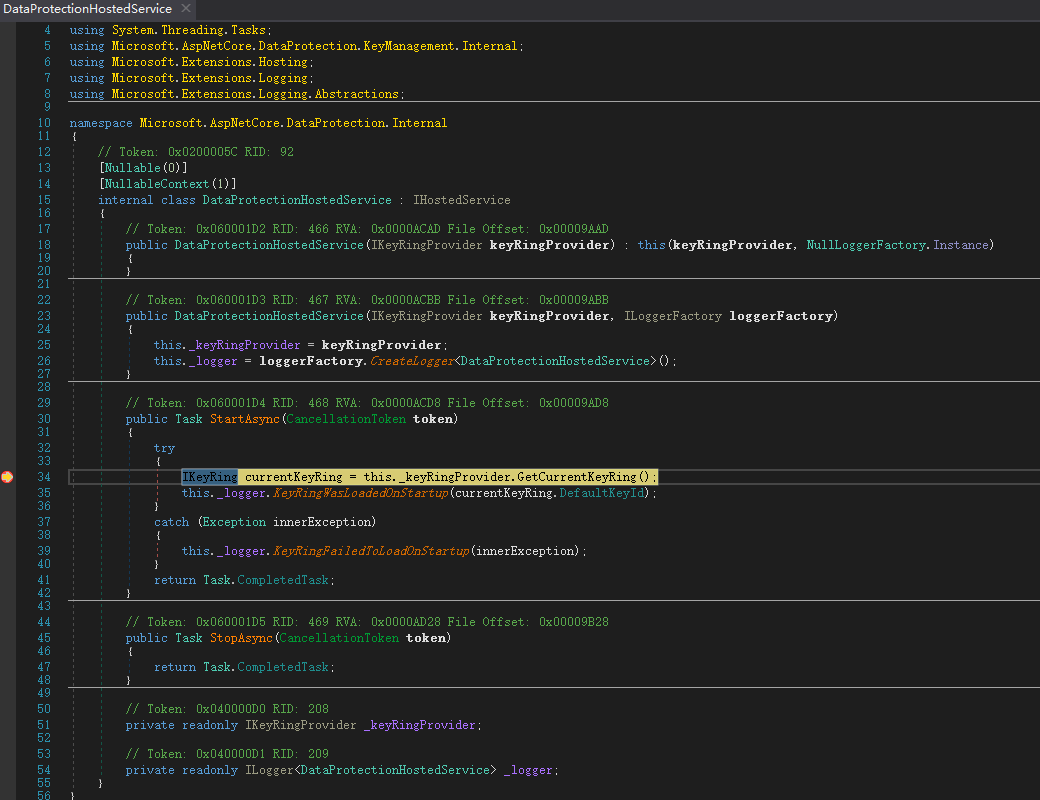 DataProtectionHostedService ×
4 using System.Threading.Tasks;
5 using Microsoft.AspNetCore.DataProtection.KeyManagement.Internal;
6 using Microsoft.Extensions.Hosting;
7 using Microsoft.Extensions.Logging;
8 using Microsoft.Extensions.Logging.Abstractions;
9
10 namespace Microsoft.AspNetCore.DataProtection.Internal
11 {
12 // Token: 0x0200005C RID: 92
13 [Nullable(0)]
14 [NullableContext(1)]
15 internal class DataProtectionHostedService : IHostedService
16 {
17 // Token: 0x060001D2 RID: 466 RVA: 0x0000ACAD File Offset: 0x00009AAD
18 public DataProtectionHostedService(IKeyRingProvider keyRingProvider) : this(keyRingProvider, NullLoggerFactory.Instance)
19 {
20 }
21
22 // Token: 0x060001D3 RID: 467 RVA: 0x0000ACBB File Offset: 0x00009ABB
23 public DataProtectionHostedService(IKeyRingProvider keyRingProvider, ILoggerFactory loggerFactory)
24 {
25 this._keyRingProvider = keyRingProvider;
26 this._logger = loggerFactory.CreateLogger<DataProtectionHostedService>();
27 }
28
29 // Token: 0x060001D4 RID: 468 RVA: 0x0000ACD8 File Offset: 0x00009AD8
30 public Task StartAsync(CancellationToken token)
31 {
32 try
33 {
34 IKeyRing currentKeyRing = this._keyRingProvider.GetCurrentKeyRing();
35 this._logger.KeyRingWasLoadedOnStartup(currentKeyRing.DefaultKeyId);
36 }
37 catch (Exception innerException)
38 {
39 this._logger.KeyRingFailedToLoadOnStartup(innerException);
40 }
41 return Task.CompletedTask;
42 }
43
44 // Token: 0x060001D5 RID: 469 RVA: 0x0000AD28 File Offset: 0x00009B28
45 public Task StopAsync(CancellationToken token)
46 {
47 return Task.CompletedTask;
48 }
49
50 // Token: 0x040000D0 RID: 208
51 private readonly IKeyRingProvider _keyRingProvider;
52
53 // Token: 0x040000D1 RID: 209
54 private readonly ILogger<DataProtectionHostedService> _logger;
55 }
56 }